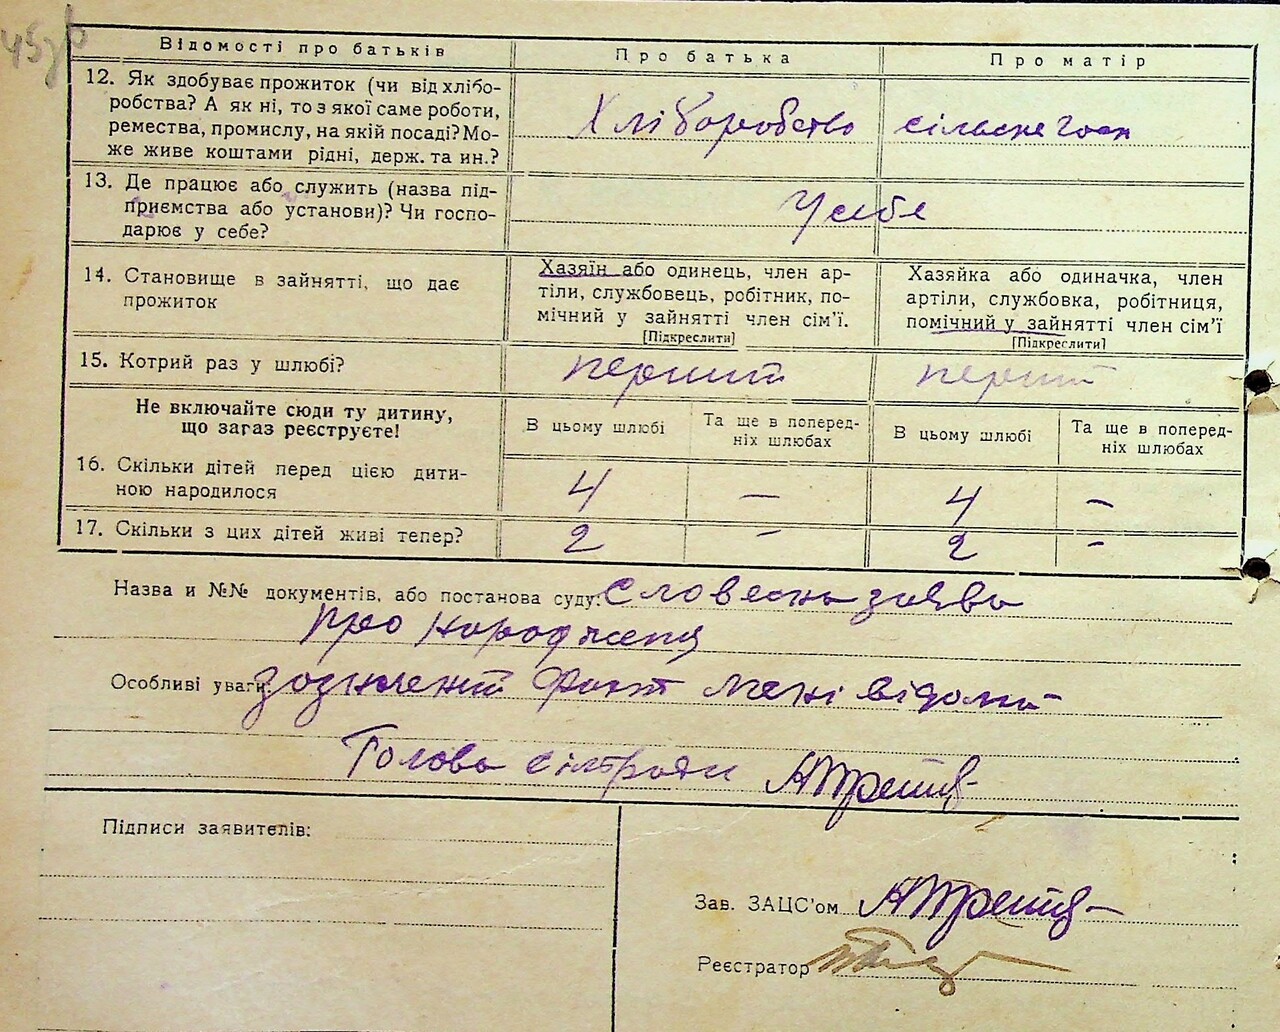 45зв
Відомості про батьків
Про батька
Про матір
12. Як здобуває прожиток (чи від хлібо-
робства? А як ні, то з якої саме роботи,
ремества, промислу, на якій посаді? Мо-
же живе коштами рідні, держ. та ин.?
Хліборобство
сільське госп
13. Де працює або служить (назва під-
приємства або установи)? Чи госпо-
дарює у себе?
У себе
14. Становище в зайнятті, що дає
прожиток
Хазяїн або одинець, член ар-
тіли, службовець, робітник, по-
мічний у зайнятті член сім'ї.
[Підкреслити]
Хазяйка або одиначка, член
артіли, службовка, робітниця,
помічний у зайнятті член сім'ї
[Підкреслити]
15. Котрий раз у шлюбі?
перший
перший
Не включайте сюди ту дитину,
що загаз реєструєте!
В цьому шлюбі
Та ще в поперед-
ніх шлюбах
В цьому шлюбі
Та ще в поперед-
ніх шлюбах
16. Скільки дітей перед цією дити-
ною народилося
4 — 4 —
17. Скільки з цих дітей живі тепер?
2 — 2 —
Назва и №№ документів, або постанова суду: Словесна заява
про народження
Особливі уваги зазначений факт мені відомий
Голова сілтради
Підписи заявителів:
Зав. ЗАЦС'ом
Реєстратор